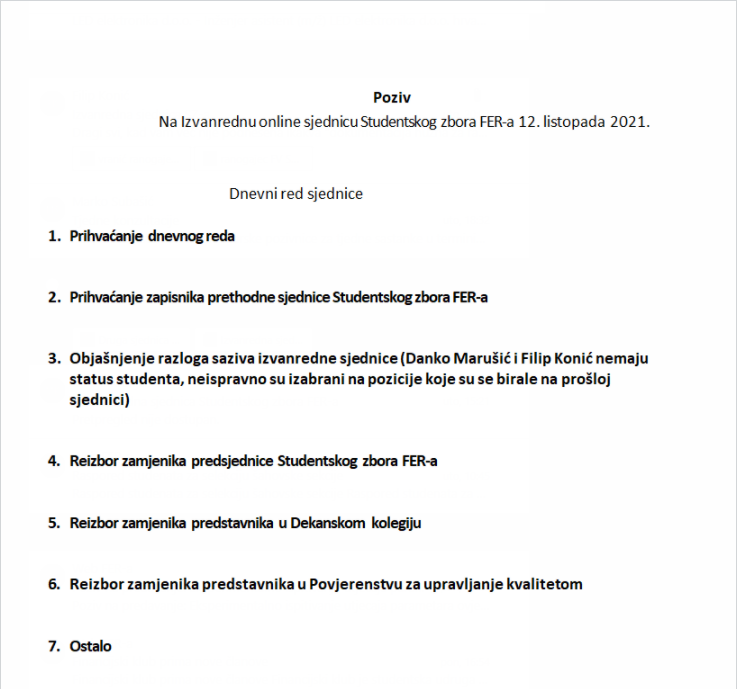 Poziv
Na Izvanrednu online sjednicu Studentskog zbora FER-a 12. listopada 2021.
Dnevni red sjednice
1. Prihvaćanje dnevnog reda
2. Prihvaćanje zapisnika prethodne sjednice Studentskog zbora FER-a
3. Objašnjenje razloga saziva izvanredne sjednice (Danko Marušić i Filip Konić nemaju
status studenta, neispravno su izabrani na pozicije koje su se birale na prošloj
sjednici)
4. Reizbor zamjenika predsjednice Studentskog zbora FER-a
5. Reizbor zamjenika predstavnika u Dekanskom kolegiju
6. Reizbor zamjenika predstavnika u Povjerenstvu za upravljanje kvalitetom
7. Ostalo